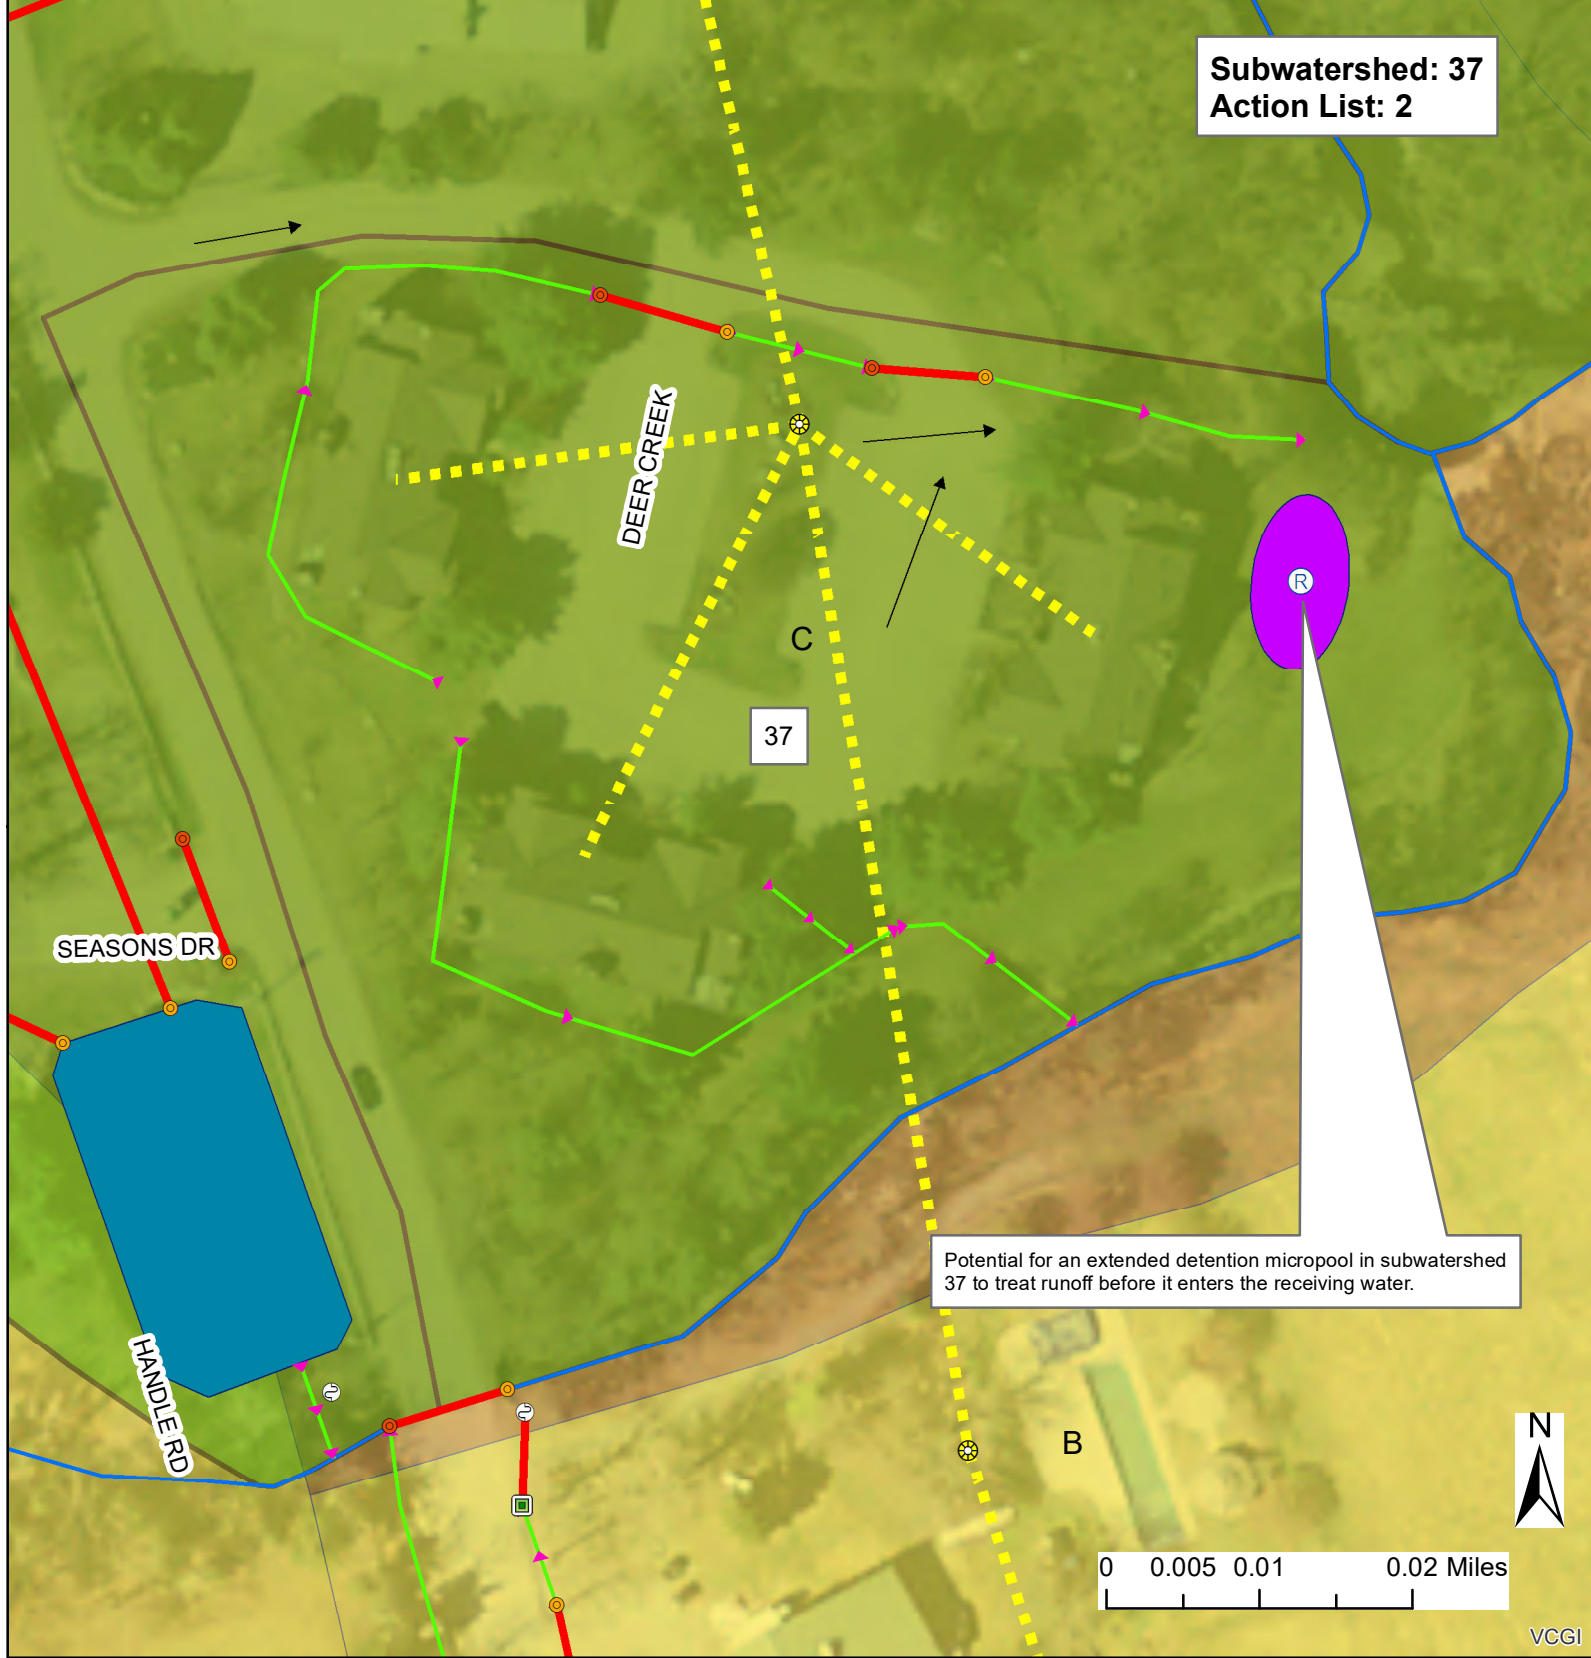 Subwatershed: 37
Action List: 2
DEER CREEK
R
C
37
SEASONS DR
Potential for an extended detention micropool in subwatershed
37 to treat runoff before it enters the receiving water.
HANDLE RD
B
N
0 0.005 0.01 0.02 Miles
VCGI